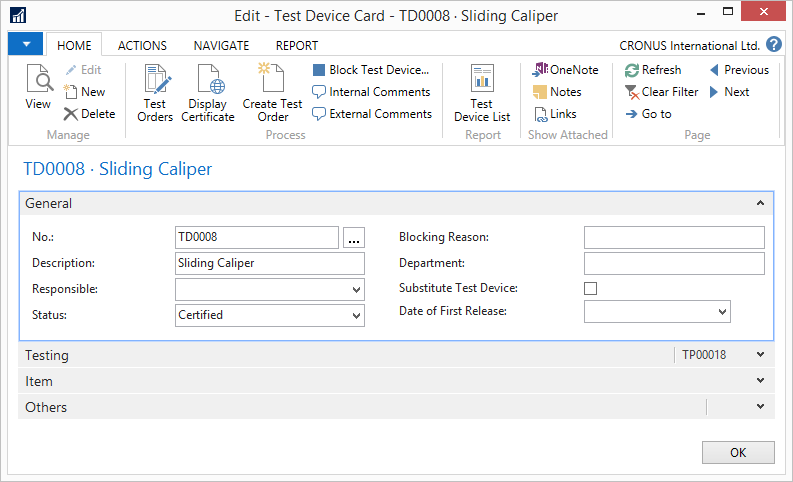 Edit - Test Device Card - TD0008 · Sliding Caliper
HOME ACTIONS NAVIGATE REPORT CRONUS International Ltd. ?
View
Edit
New
Delete
Manage
Test Orders
Display Certificate
Create Test Order
Block Test Device...
Internal Comments
External Comments
Process
Test Device List
Report
OneNote
Notes
Links
Show Attached
Refresh
Clear Filter
Go to
Previous
Next
Page
TD0008 · Sliding Caliper
General
No.: TD0008 ...
Description: Sliding Caliper
Responsible:
Status: Certified
Blocking Reason:
Department:
Substitute Test Device:
Date of First Release:
Testing TP00018
Item
Others
OK